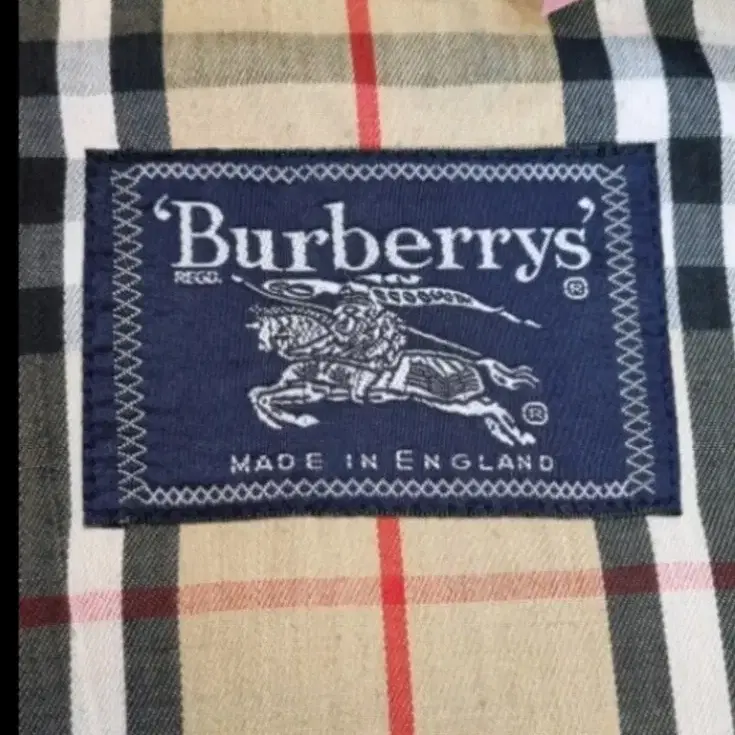 ‘Burberrys’
REGD. ®
®
MADE IN ENGLAND